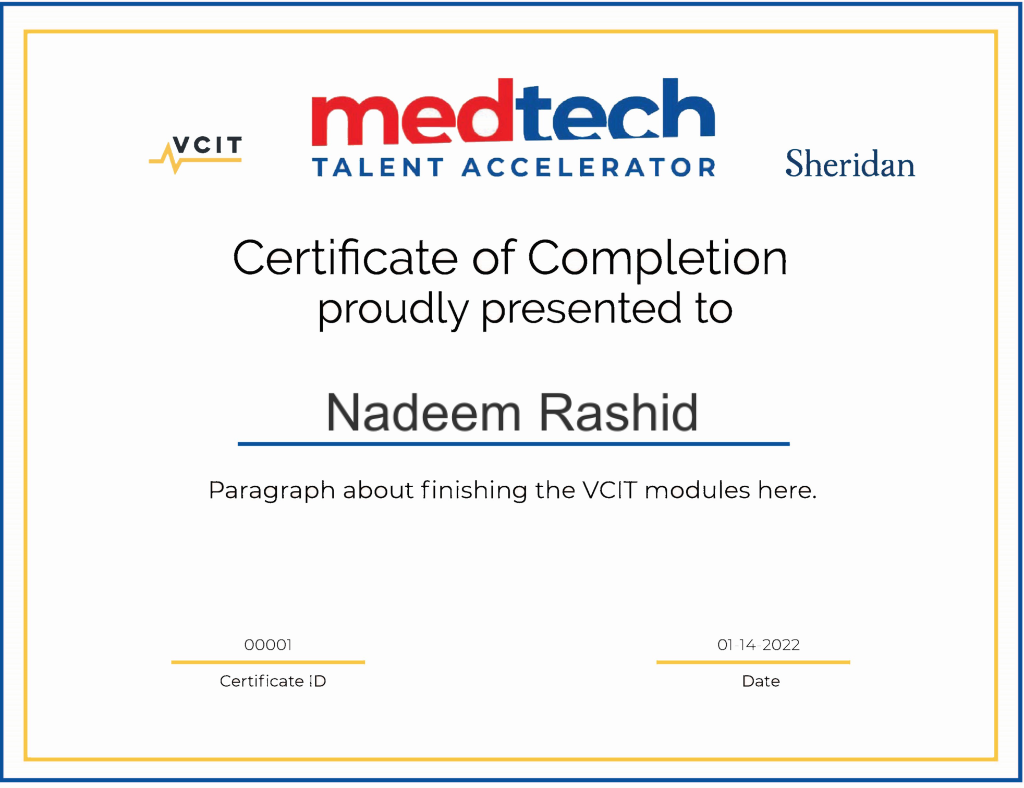 VCIT
medtech
TALENT ACCELERATOR
Sheridan
Certificate of Completion
proudly presented to
Nadeem Rashid
Paragraph about finishing the VCIT modules here.
00001
Certificate ID
01-14-2022
Date